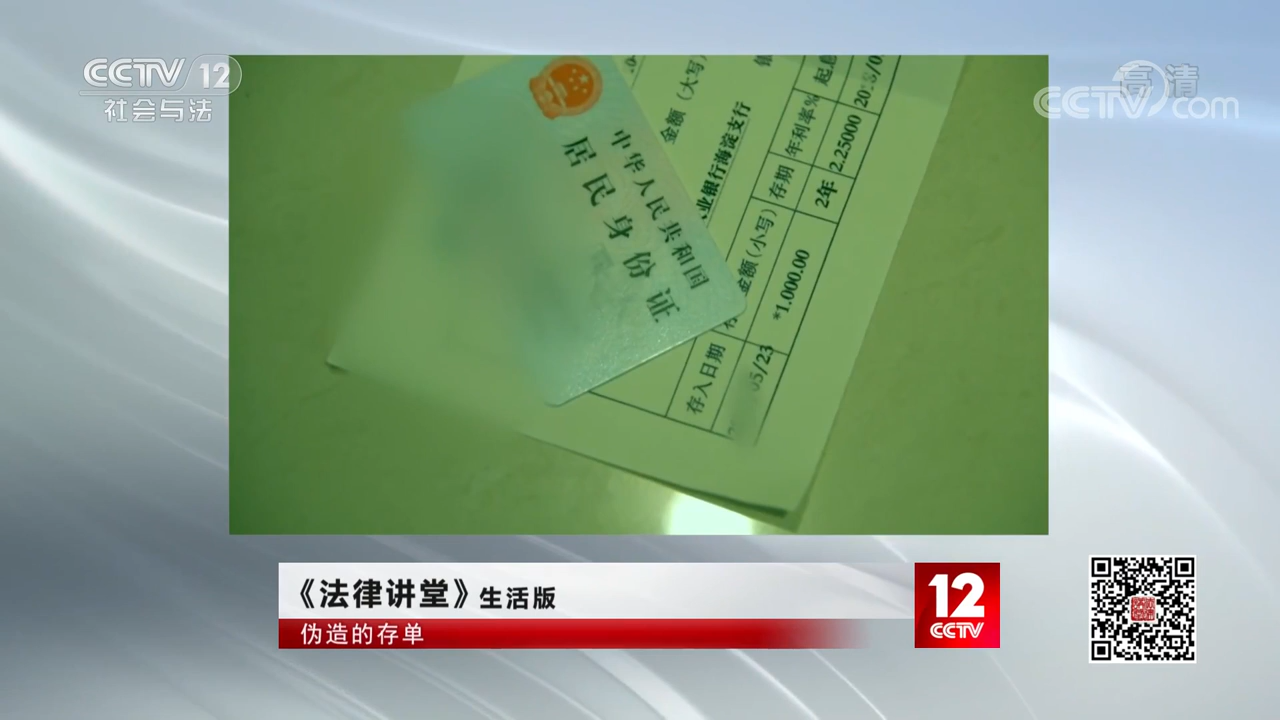 CCTV 12
社会与法
高清
CCTV.com
中华人民共和国
居民身份证
金额（大写）
业银行海淀支行
起息
年利率%
2.25000
存期
2年
金额（小写）
*1,000.00
存入日期
05/23
《法律讲堂》生活版
伪造的存单
12
CCTV